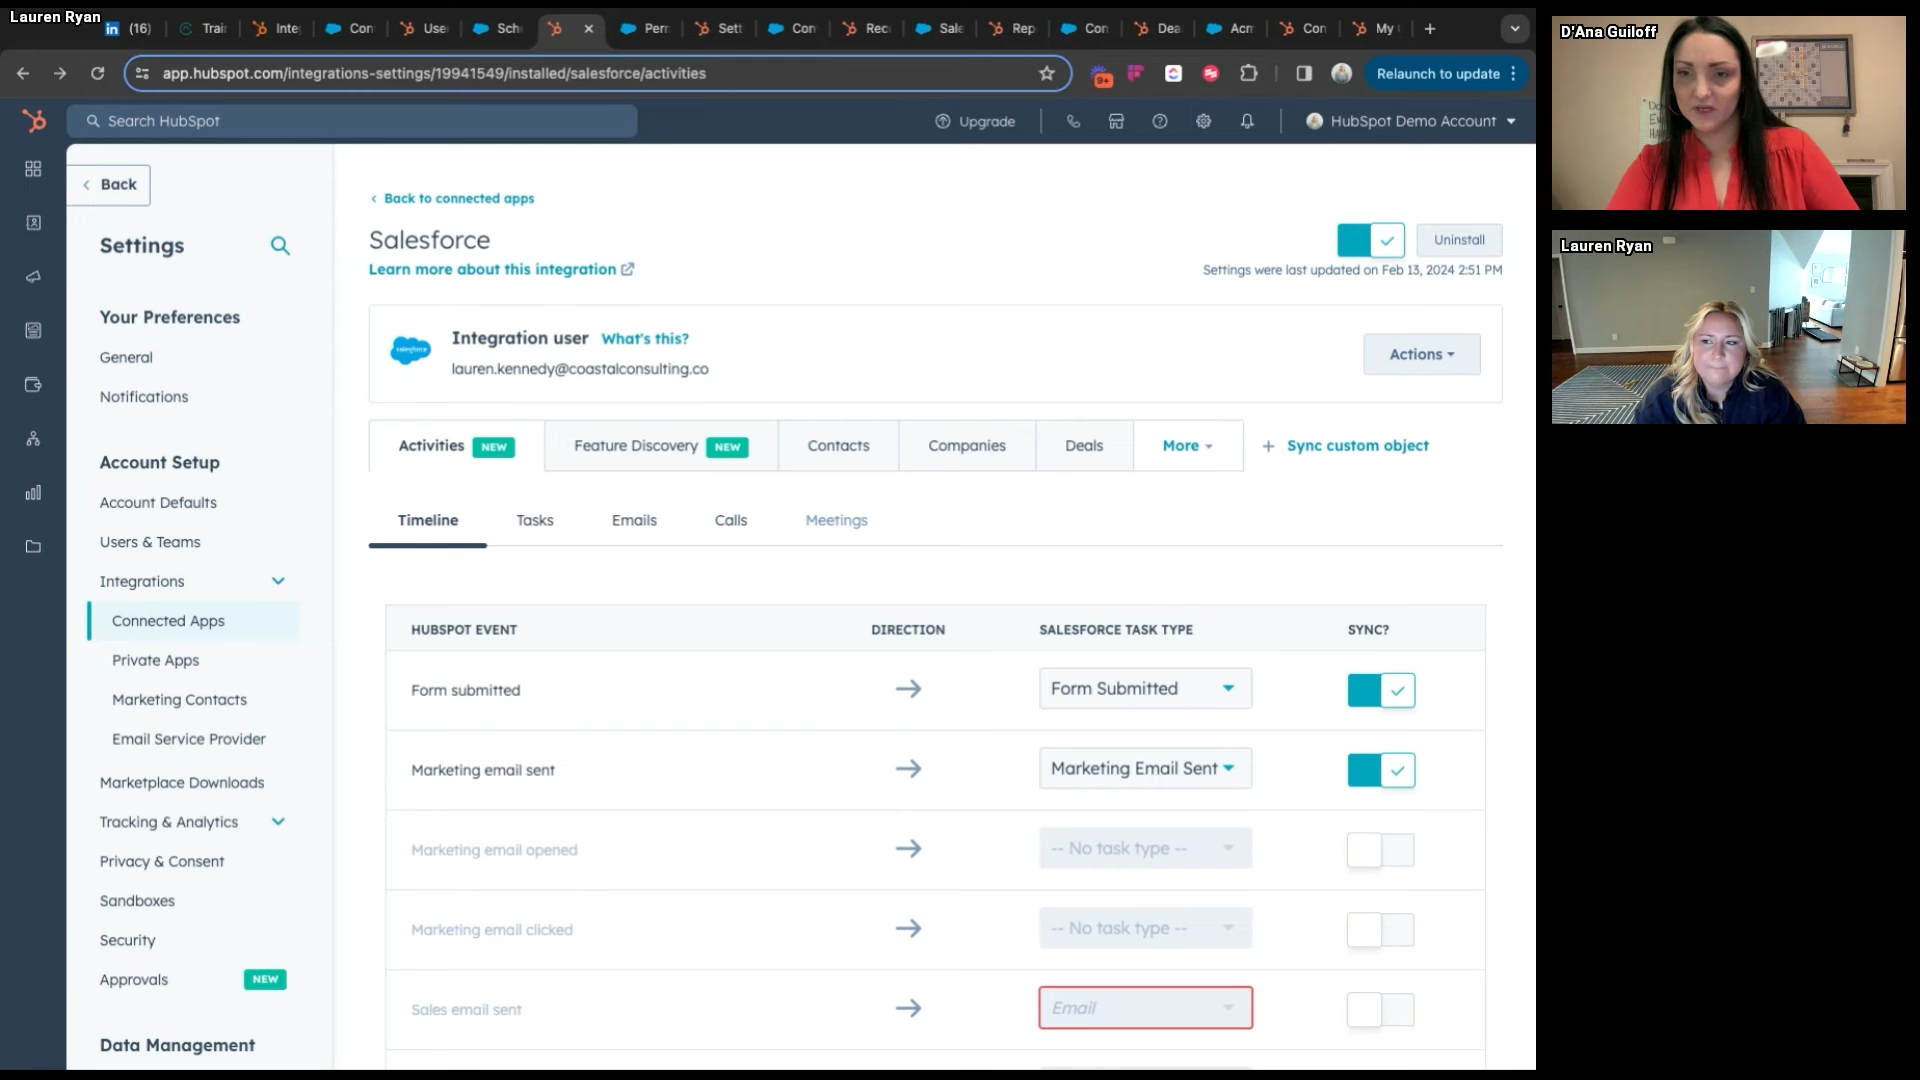 Lauren Ryan
(16)
Trair
Inte
Con
Use
Sch
Perm
Sett
Con
Rec
Sale
Rep
Con
Dea
Acm
Con
My
app.hubspot.com/integrations-settings/19941549/installed/salesforce/activities
9+
Relaunch to update
Search HubSpot
Upgrade
HubSpot Demo Account
Back
Settings
Your Preferences
General
Notifications
Account Setup
Account Defaults
Users & Teams
Integrations
Connected Apps
Private Apps
Marketing Contacts
Email Service Provider
Marketplace Downloads
Tracking & Analytics
Privacy & Consent
Sandboxes
Security
Approvals NEW
Data Management
Back to connected apps
Salesforce
Uninstall
Learn more about this integration
Settings were last updated on Feb 13, 2024 2:51 PM
salesforce
Integration user What's this?
lauren.kennedy@coastalconsulting.co
Actions
Activities NEW
Feature Discovery NEW
Contacts
Companies
Deals
More
+ Sync custom object
Timeline
Tasks
Emails
Calls
Meetings
HUBSPOT EVENT
DIRECTION
SALESFORCE TASK TYPE
SYNC?
Form submitted
Form Submitted
Marketing email sent
Marketing Email Sent
Marketing email opened
-- No task type --
Marketing email clicked
-- No task type --
Sales email sent
Email
D'Ana Guiloff
Lauren Ryan